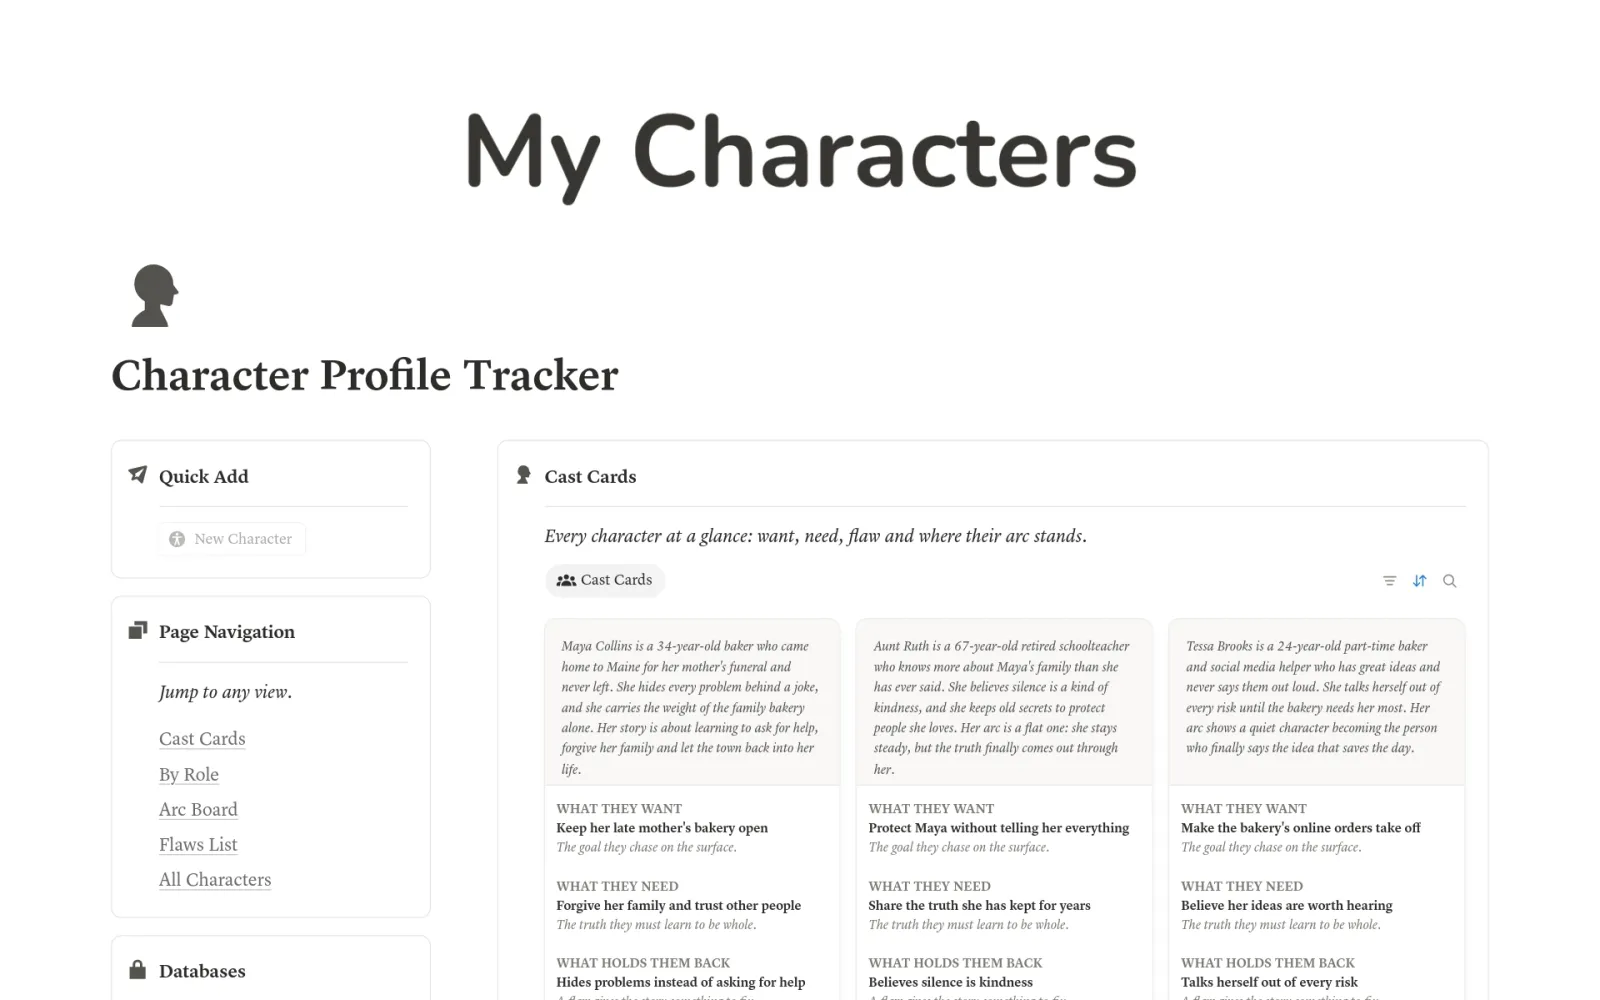 My Characters
Character Profile Tracker
Quick Add
New Character
Page Navigation
Jump to any view.
Cast Cards
By Role
Arc Board
Flaws List
All Characters
Databases
Cast Cards
Every character at a glance: want, need, flaw and where their arc stands.
Cast Cards
Maya Collins is a 34-year-old baker who came
home to Maine for her mother's funeral and
never left. She hides every problem behind a joke,
and she carries the weight of the family bakery
alone. Her story is about learning to ask for help,
forgive her family and let the town back into her
life.
WHAT THEY WANT
Keep her late mother's bakery open
The goal they chase on the surface.
WHAT THEY NEED
Forgive her family and trust other people
The truth they must learn to be whole.
WHAT HOLDS THEM BACK
Hides problems instead of asking for help
Aunt Ruth is a 67-year-old retired schoolteacher
who knows more about Maya's family than she
has ever said. She believes silence is a kind of
kindness, and she keeps old secrets to protect
people she loves. Her arc is a flat one: she stays
steady, but the truth finally comes out through
her.
WHAT THEY WANT
Protect Maya without telling her everything
The goal they chase on the surface.
WHAT THEY NEED
Share the truth she has kept for years
The truth they must learn to be whole.
WHAT HOLDS THEM BACK
Believes silence is kindness
Tessa Brooks is a 24-year-old part-time baker
and social media helper who has great ideas and
never says them out loud. She talks herself out of
every risk until the bakery needs her most. Her
arc shows a quiet character becoming the person
who finally says the idea that saves the day.
WHAT THEY WANT
Make the bakery's online orders take off
The goal they chase on the surface.
WHAT THEY NEED
Believe her ideas are worth hearing
The truth they must learn to be whole.
WHAT HOLDS THEM BACK
Talks herself out of every risk